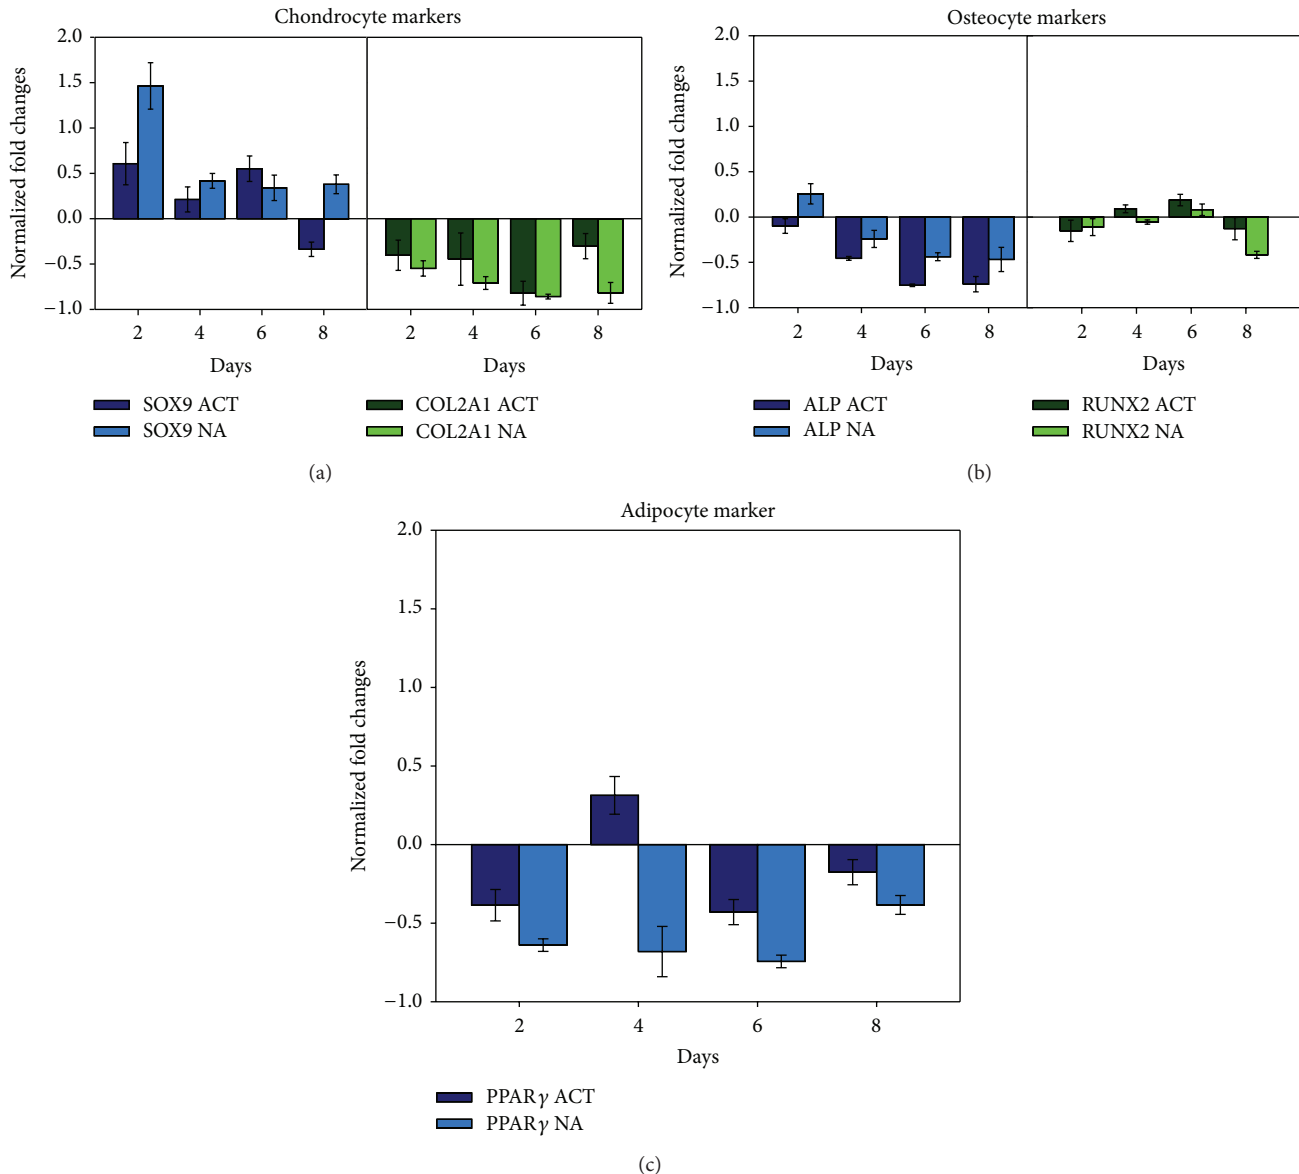 Chondrocyte markers
Normalized fold changes
2.0
1.5
1.0
0.5
0.0
−0.5
−1.0
2 4 6 8 2 4 6 8
Days Days
SOX9 ACT COL2A1 ACT
SOX9 NA COL2A1 NA
(a)
Osteocyte markers
Normalized fold changes
2.0
1.5
1.0
0.5
0.0
−0.5
−1.0
2 4 6 8 2 4 6 8
Days Days
ALP ACT RUNX2 ACT
ALP NA RUNX2 NA
(b)
Adipocyte marker
Normalized fold changes
2.0
1.5
1.0
0.5
0.0
−0.5
−1.0
2 4 6 8
Days
PPARγ ACT
PPARγ NA
(c)